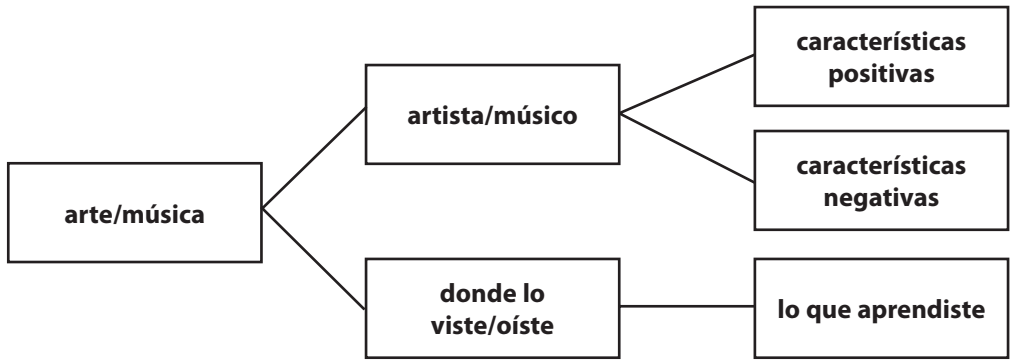 arte/música
artista/músico
características
positivas
características
negativas
donde lo
viste/oíste
lo que aprendiste